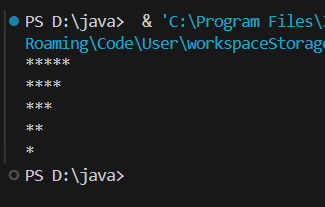 PS D:\java>  & 'C:\Program Files\
Roaming\Code\User\workspaceStorage
*****
****
***
**
*
PS D:\java>